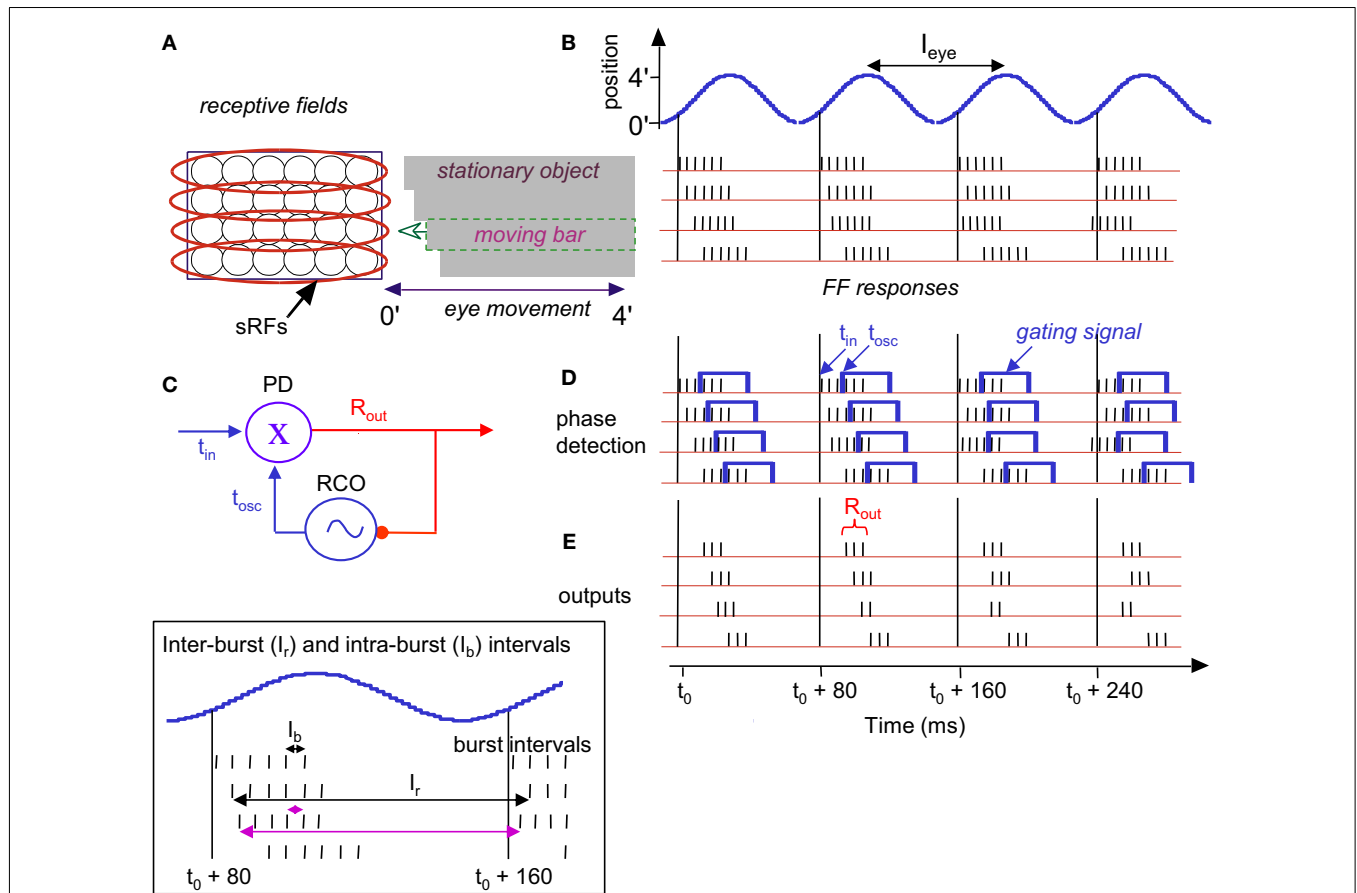 A
receptive fields
stationary object
moving bar
sRFs
0'
eye movement
4'
B
position
4'
0'
I_eye
FF responses
C
PD
X
R_out
t_in
t_osc
RCO
D
phase
detection
t_in t_osc
gating signal
E
outputs
R_out
t_0
t_0 + 80
t_0 + 160
t_0 + 240
Time (ms)
Inter-burst (I_r) and intra-burst (I_b) intervals
I_b
burst intervals
I_r
t_0 + 80
t_0 + 160